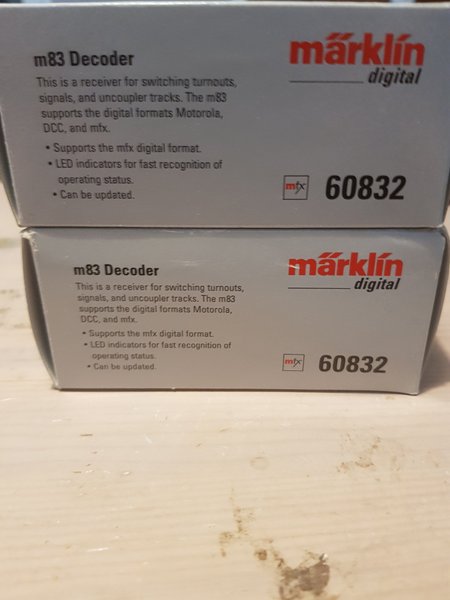 m83 Decoder
märklin
digital
This is a receiver for switching turnouts,
signals, and uncoupler tracks. The m83
supports the digital formats Motorola,
DCC, and mfx.
• Supports the mfx digital format.
• LED indicators for fast recognition of
operating status.
• Can be updated.
mfx 60832
m83 Decoder
märklin
digital
This is a receiver for switching turnouts,
signals, and uncoupler tracks. The m83
supports the digital formats Motorola,
DCC, and mfx.
• Supports the mfx digital format.
• LED indicators for fast recognition of
operating status.
• Can be updated.
mfx 60832